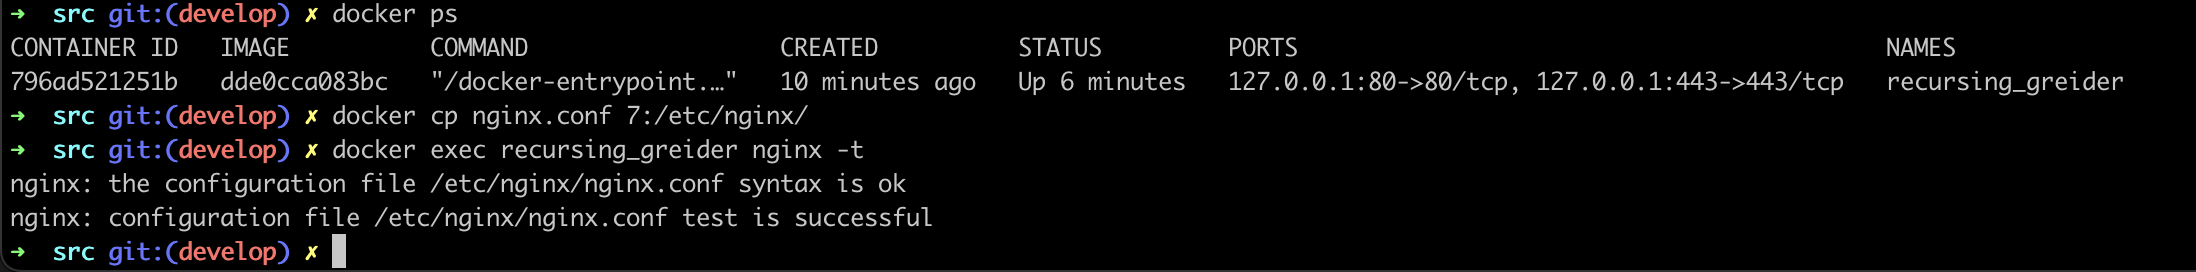 ➜  src git:(develop) ✗ docker ps
CONTAINER ID   IMAGE          COMMAND                  CREATED          STATUS         PORTS                                          NAMES
796ad521251b   dde0cca083bc   "/docker-entrypoint.…"   10 minutes ago   Up 6 minutes   127.0.0.1:80->80/tcp, 127.0.0.1:443->443/tcp   recursing_greider
➜  src git:(develop) ✗ docker cp nginx.conf 7:/etc/nginx/
➜  src git:(develop) ✗ docker exec recursing_greider nginx -t
nginx: the configuration file /etc/nginx/nginx.conf syntax is ok
nginx: configuration file /etc/nginx/nginx.conf test is successful
➜  src git:(develop) ✗